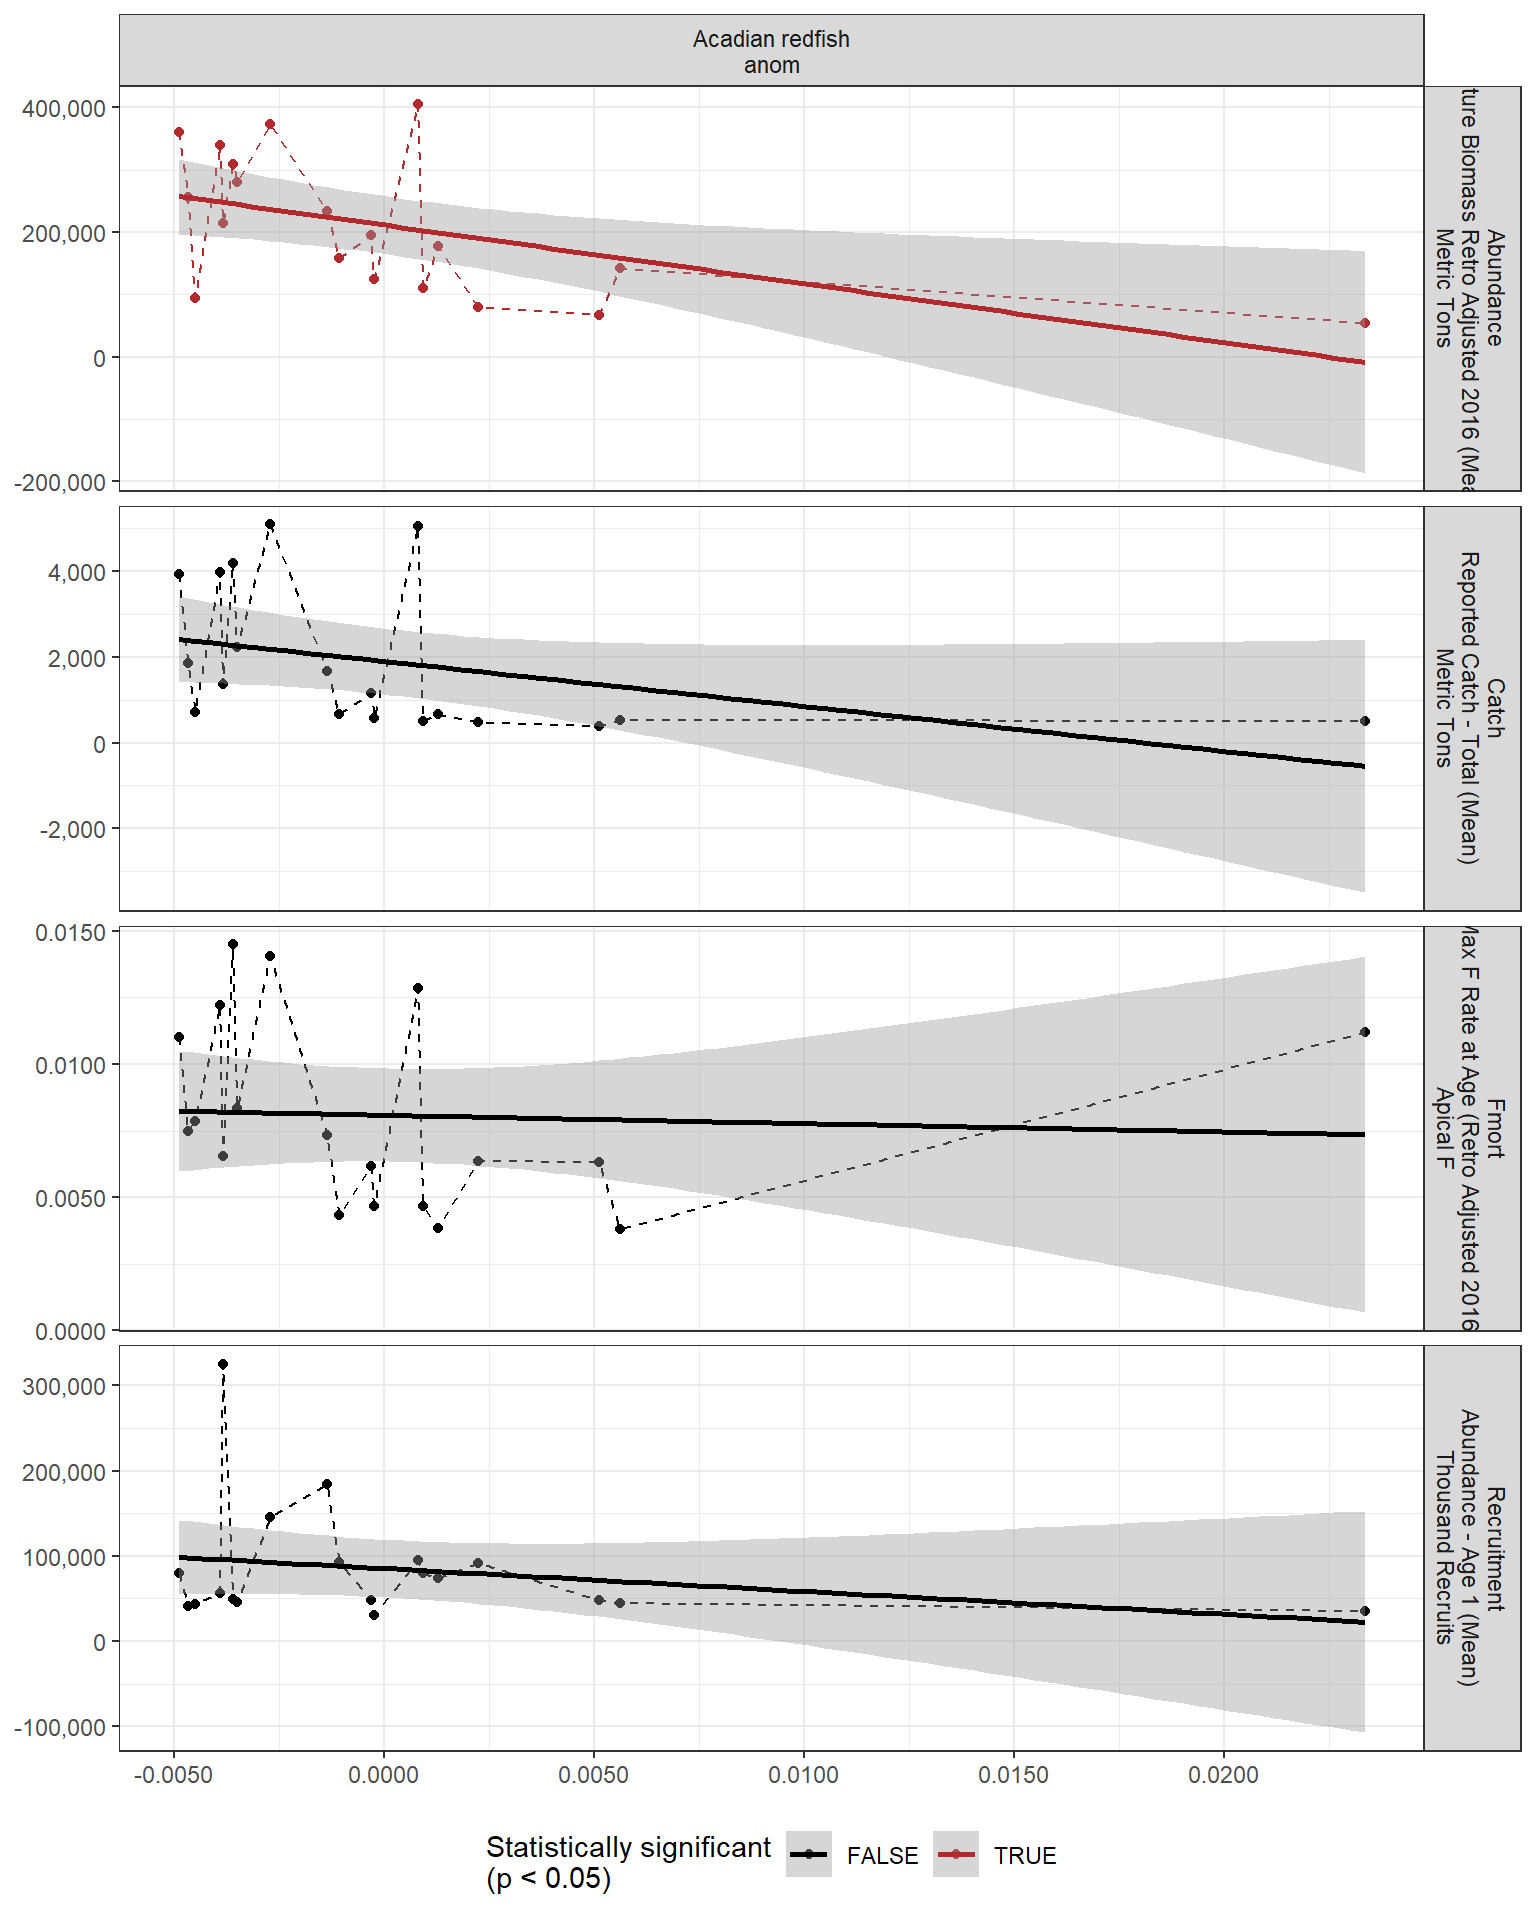 Acadian redfish
anom
400,000
200,000
0
-200,000
Abundance
ture Biomass Retro Adjusted 2016 (Mea
Metric Tons
4,000
2,000
0
-2,000
Catch
Reported Catch - Total (Mean)
Metric Tons
0.0150
0.0100
0.0050
0.0000
Fmort
Max F Rate at Age (Retro Adjusted 2016
Apical F
300,000
200,000
100,000
0
-100,000
Recruitment
Abundance - Age 1 (Mean)
Thousand Recruits
-0.0050 0.0000 0.0050 0.0100 0.0150 0.0200
Statistically significant
(p < 0.05)
FALSE TRUE